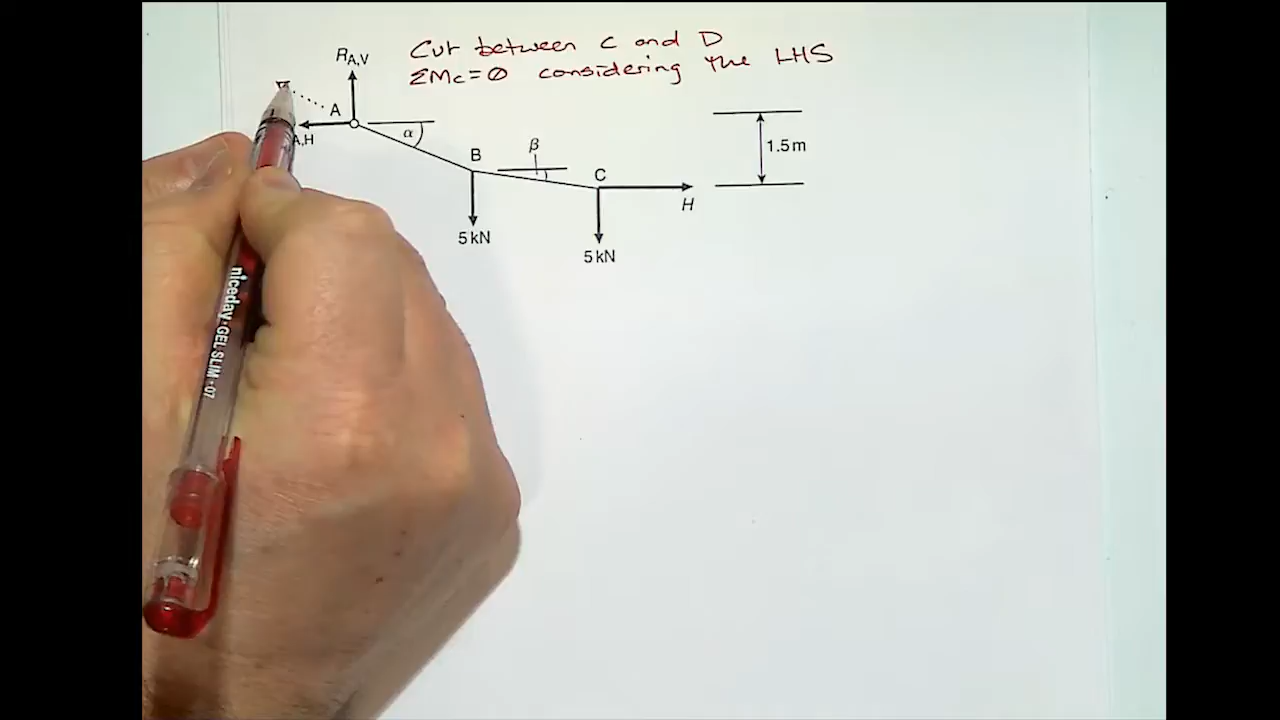 Cut between C and D
ΣMc=0 considering the LHS
RA,V
A
A,H
α
B
β
C
H
1.5 m
5 kN
5 kN
niceday GEL SLIM 07